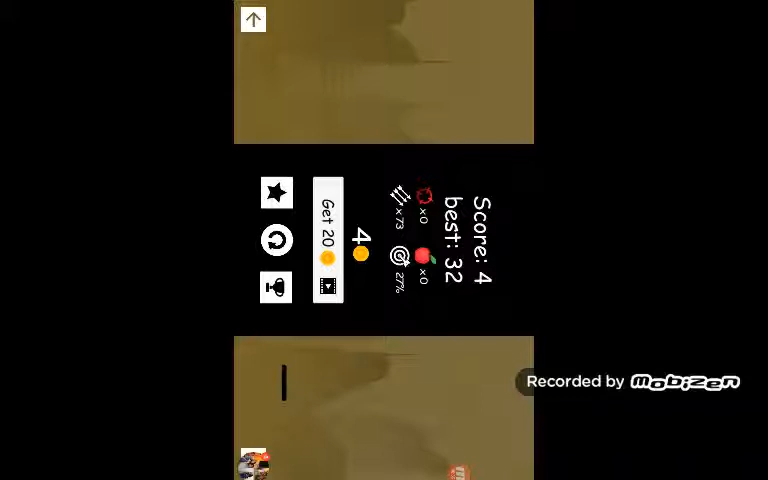 Score: 4
best: 32
×0 ×0
×73 27%
4
Get 20
Recorded by MOBIZEN